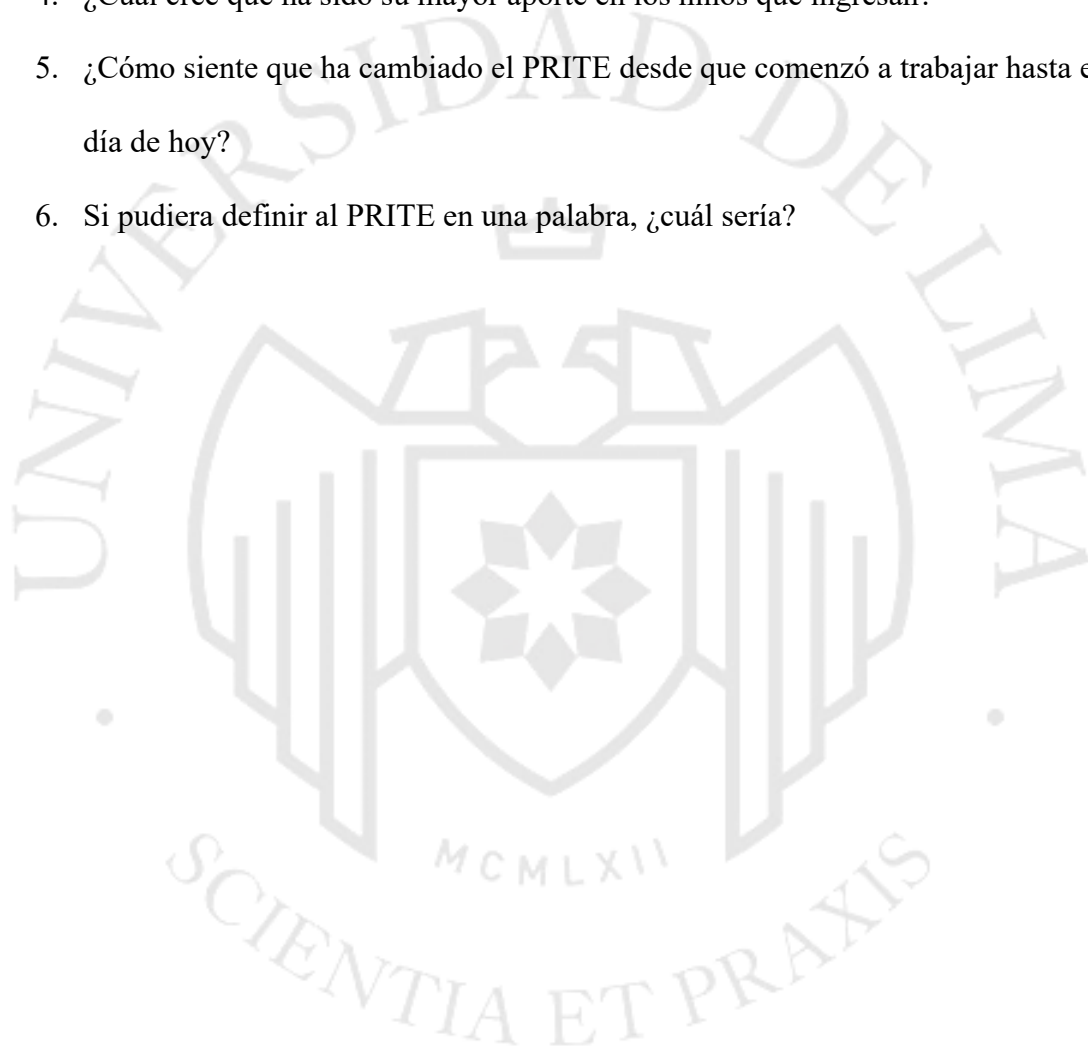 4. ¿Cuál cree que ha sido su mayor aporte en los niños que ingresan?
5. ¿Cómo siente que ha cambiado el PRITE desde que comenzó a trabajar hasta
día de hoy?
6. Si pudiera definir al PRITE en una palabra, ¿cuál sería?
UNIVERSIDAD DE LIMA
MCMLXII
SCIENTIA ET PRAXIS